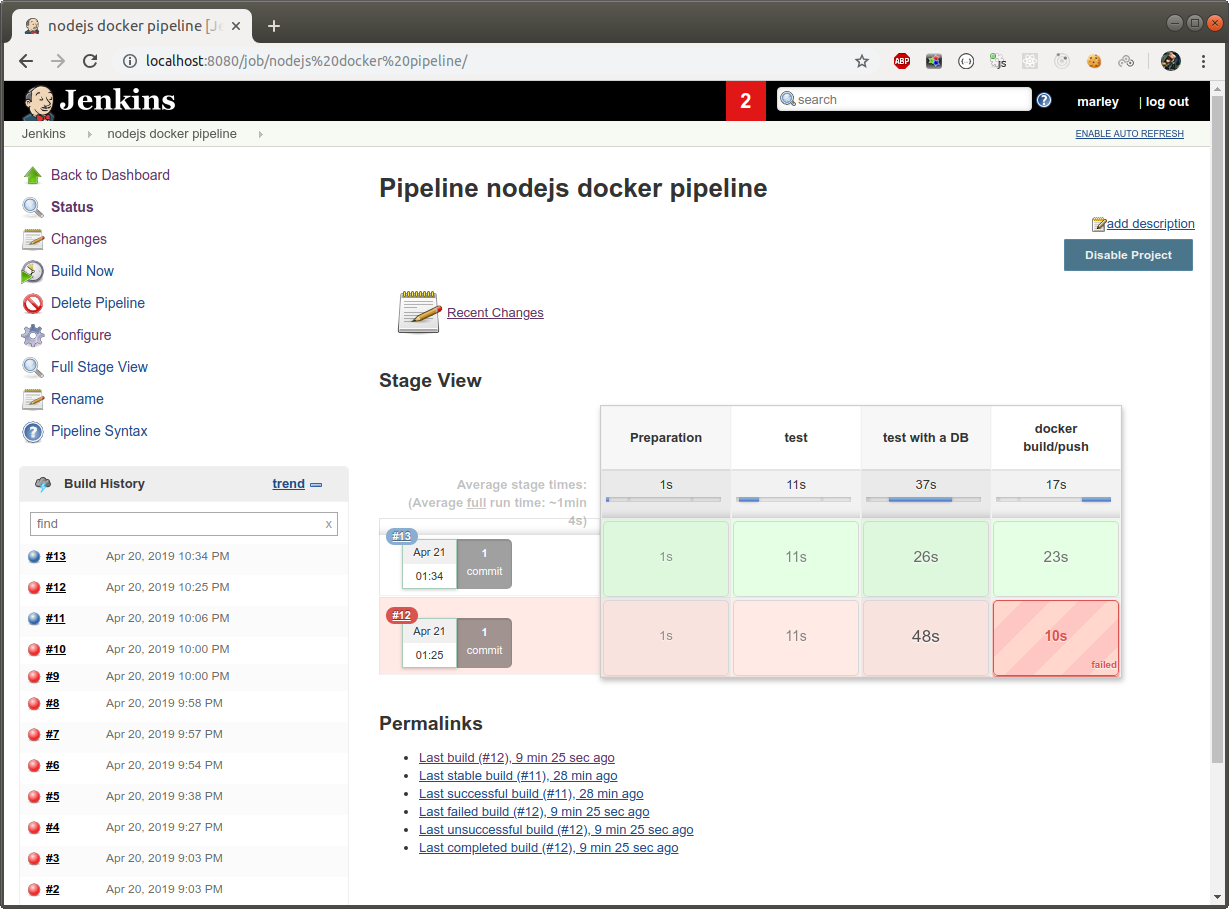 nodejs docker pipeline [Je
localhost:8080/job/nodejs%20docker%20pipeline/
ABP
JS
Jenkins
2
search
marley
| log out
Jenkins
nodejs docker pipeline
ENABLE AUTO REFRESH
Back to Dashboard
Status
Changes
Build Now
Delete Pipeline
Configure
Full Stage View
Rename
Pipeline Syntax
Build History
trend
find
x
#13 Apr 20, 2019 10:34 PM
#12 Apr 20, 2019 10:25 PM
#11 Apr 20, 2019 10:06 PM
#10 Apr 20, 2019 10:00 PM
#9 Apr 20, 2019 10:00 PM
#8 Apr 20, 2019 9:58 PM
#7 Apr 20, 2019 9:57 PM
#6 Apr 20, 2019 9:54 PM
#5 Apr 20, 2019 9:38 PM
#4 Apr 20, 2019 9:27 PM
#3 Apr 20, 2019 9:03 PM
#2 Apr 20, 2019 9:03 PM
Pipeline nodejs docker pipeline
add description
Disable Project
Recent Changes
Stage View
Preparation
test
test with a DB
docker
build/push
Average stage times:
(Average full run time: ~1min
4s)
1s
11s
37s
17s
#13
Apr 21
01:34
1
commit
1s
11s
26s
23s
#12
Apr 21
01:25
1
commit
1s
11s
48s
10s
failed
Permalinks
Last build (#12), 9 min 25 sec ago
Last stable build (#11), 28 min ago
Last successful build (#11), 28 min ago
Last failed build (#12), 9 min 25 sec ago
Last unsuccessful build (#12), 9 min 25 sec ago
Last completed build (#12), 9 min 25 sec ago